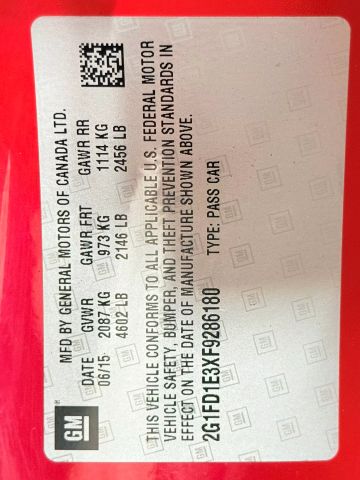 GM
MFD BY GENERAL MOTORS OF CANADA LTD.
DATE GVWR GAWR FRT GAWR RR
06/15 2087 KG 973 KG 1114 KG
4602 LB 2146 LB 2456 LB
THIS VEHICLE CONFORMS TO ALL APPLICABLE U.S. FEDERAL MOTOR
VEHICLE SAFETY, BUMPER, AND THEFT PREVENTION STANDARDS IN
EFFECT ON THE DATE OF MANUFACTURE SHOWN ABOVE.
2G1FD1E3XF9286180 TYPE: PASS CAR